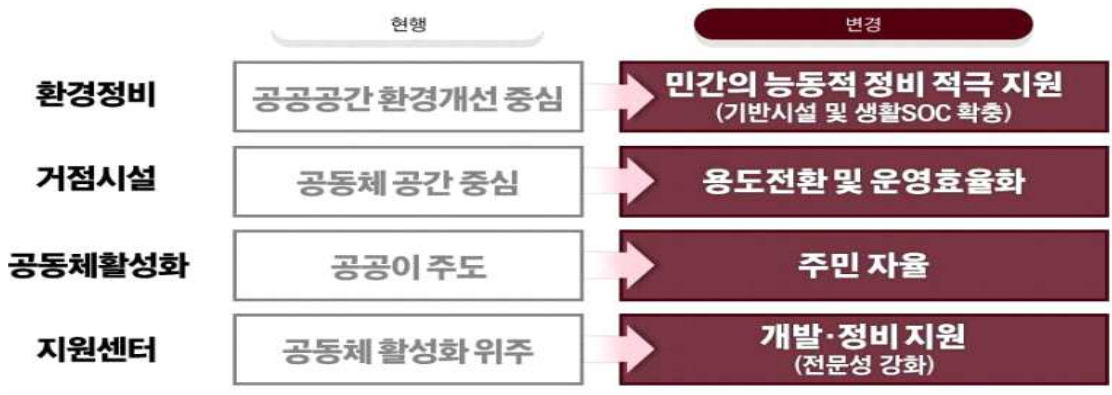 현행
변경
환경정비
공공공간 환경개선 중심
민간의 능동적 정비 적극 지원
(기반시설 및 생활SOC 확충)
거점시설
공동체 공간 중심
용도전환 및 운영효율화
공동체활성화
공공이 주도
주민 자율
지원센터
공동체 활성화 위주
개발·정비 지원
(전문성 강화)